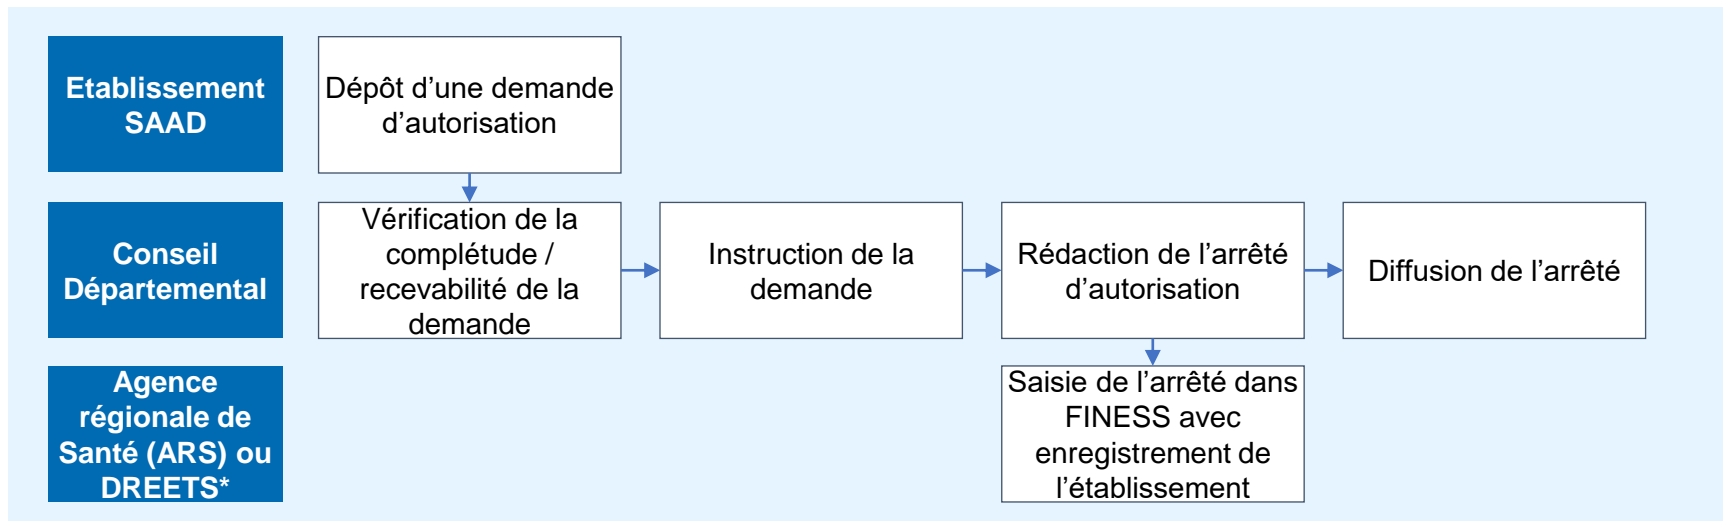 Etablissement
SAAD
Dépôt d’une demande
d’autorisation
Conseil
Départemental
Vérification de la
complétude /
recevabilité de la
demande
Instruction de la
demande
Rédaction de l’arrêté
d’autorisation
Diffusion de l’arrêté
Agence
régionale de
Santé (ARS) ou
DREETS*
Saisie de l’arrêté dans
FINESS avec
enregistrement de
l’établissement